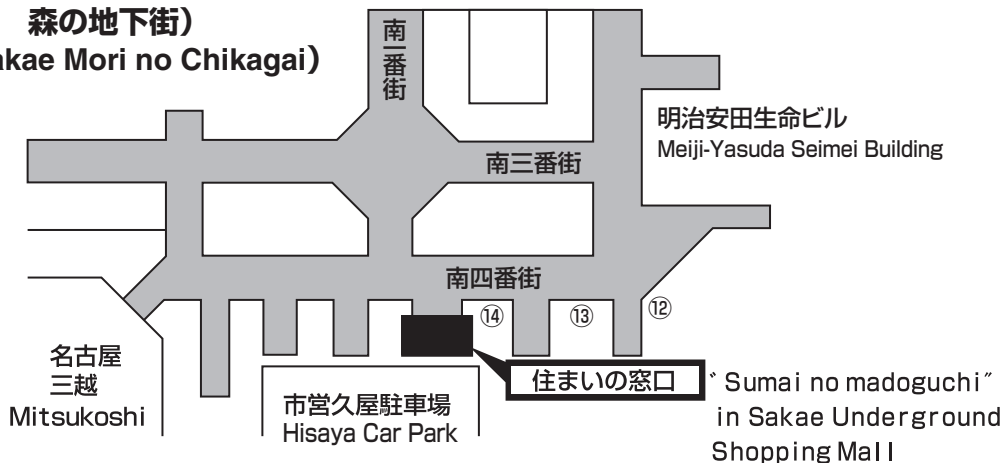 森の地下街)
akae Mori no Chikagai)
南一番街
明治安田生命ビル
Meiji-Yasuda Seimei Building
南三番街
南四番街
⑭
⑬
⑫
名古屋
三越
Mitsukoshi
市営久屋駐車場
Hisaya Car Park
住まいの窓口
〝Sumai no madoguchi〞
in Sakae Underground
Shopping Mall